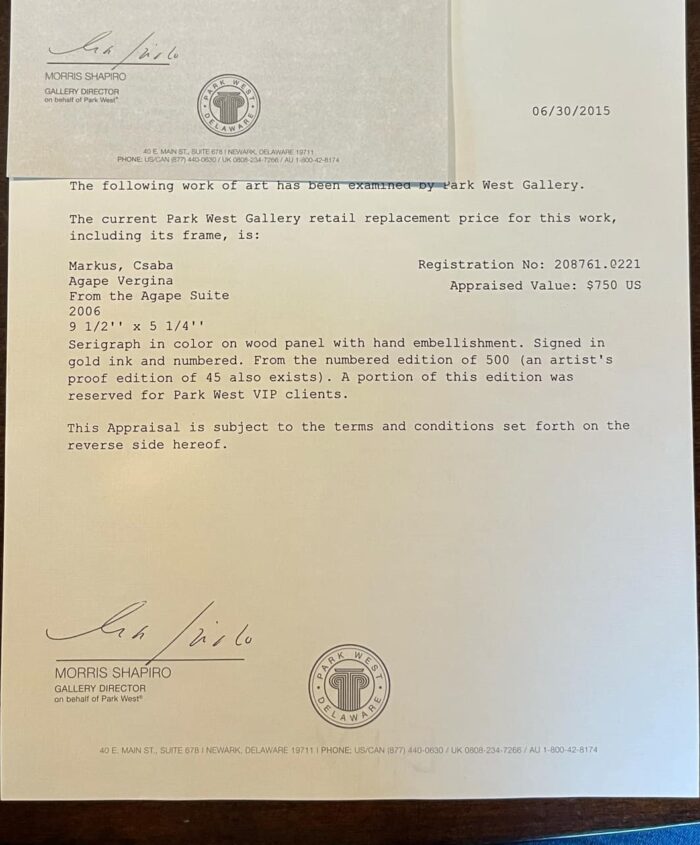 MORRIS SHAPIRO
GALLERY DIRECTOR
on behalf of Park West®
PARK WEST
DELAWARE
40 E. MAIN ST., SUITE 678 | NEWARK, DELAWARE 19711
PHONE: US/CAN (877) 440-0630 / UK 0808-234-7266 / AU 1-800-42-8174
06/30/2015
The following work of art has been examined by Park West Gallery.
The current Park West Gallery retail replacement price for this work,
including its frame, is:
Markus, Csaba
Registration No: 208761.0221
Agape Vergina
Appraised Value: $750 US
From the Agape Suite
2006
9 1/2'' x 5 1/4''
Serigraph in color on wood panel with hand embellishment. Signed in
gold ink and numbered. From the numbered edition of 500 (an artist's
proof edition of 45 also exists). A portion of this edition was
reserved for Park West VIP clients.
This Appraisal is subject to the terms and conditions set forth on the
reverse side hereof.
MORRIS SHAPIRO
GALLERY DIRECTOR
on behalf of Park West®
PARK WEST
DELAWARE
40 E. MAIN ST., SUITE 678 | NEWARK, DELAWARE 19711 | PHONE: US/CAN (877) 440-0630 / UK 0808-234-7266 / AU 1-800-42-8174